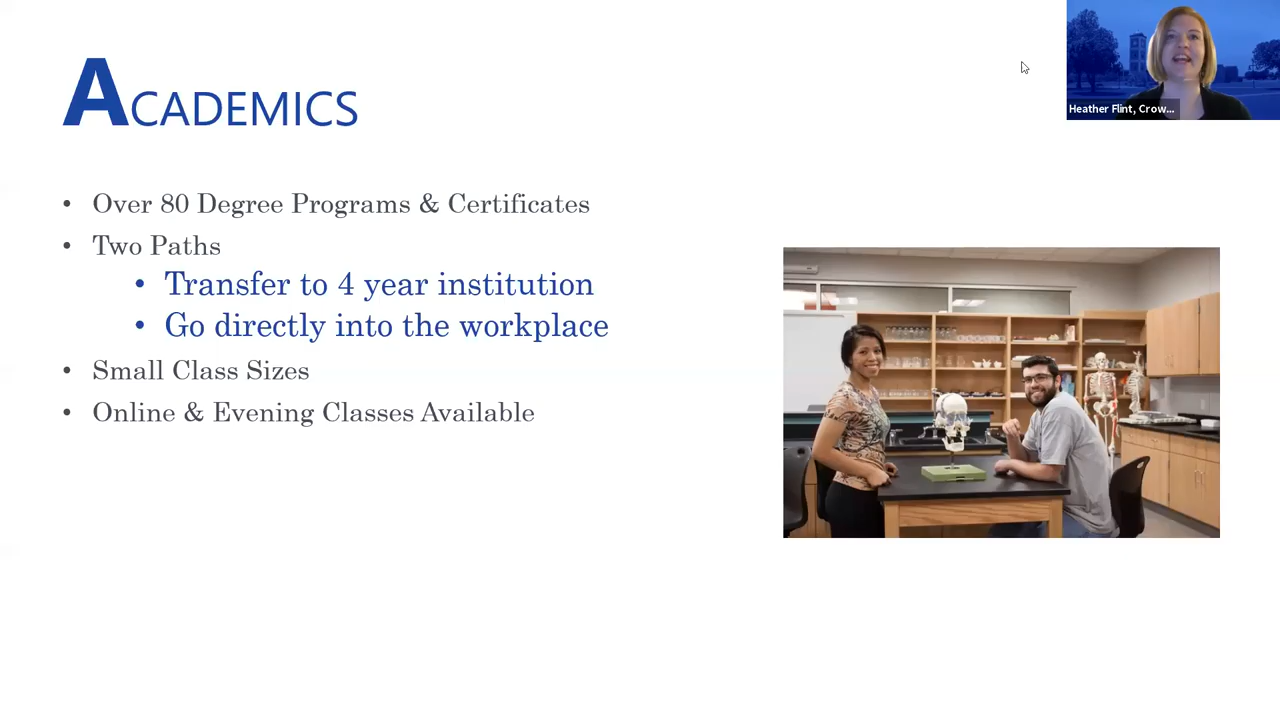 ACADEMICS
Heather Flint, Crow...
• Over 80 Degree Programs & Certificates
• Two Paths
• Transfer to 4 year institution
• Go directly into the workplace
• Small Class Sizes
• Online & Evening Classes Available